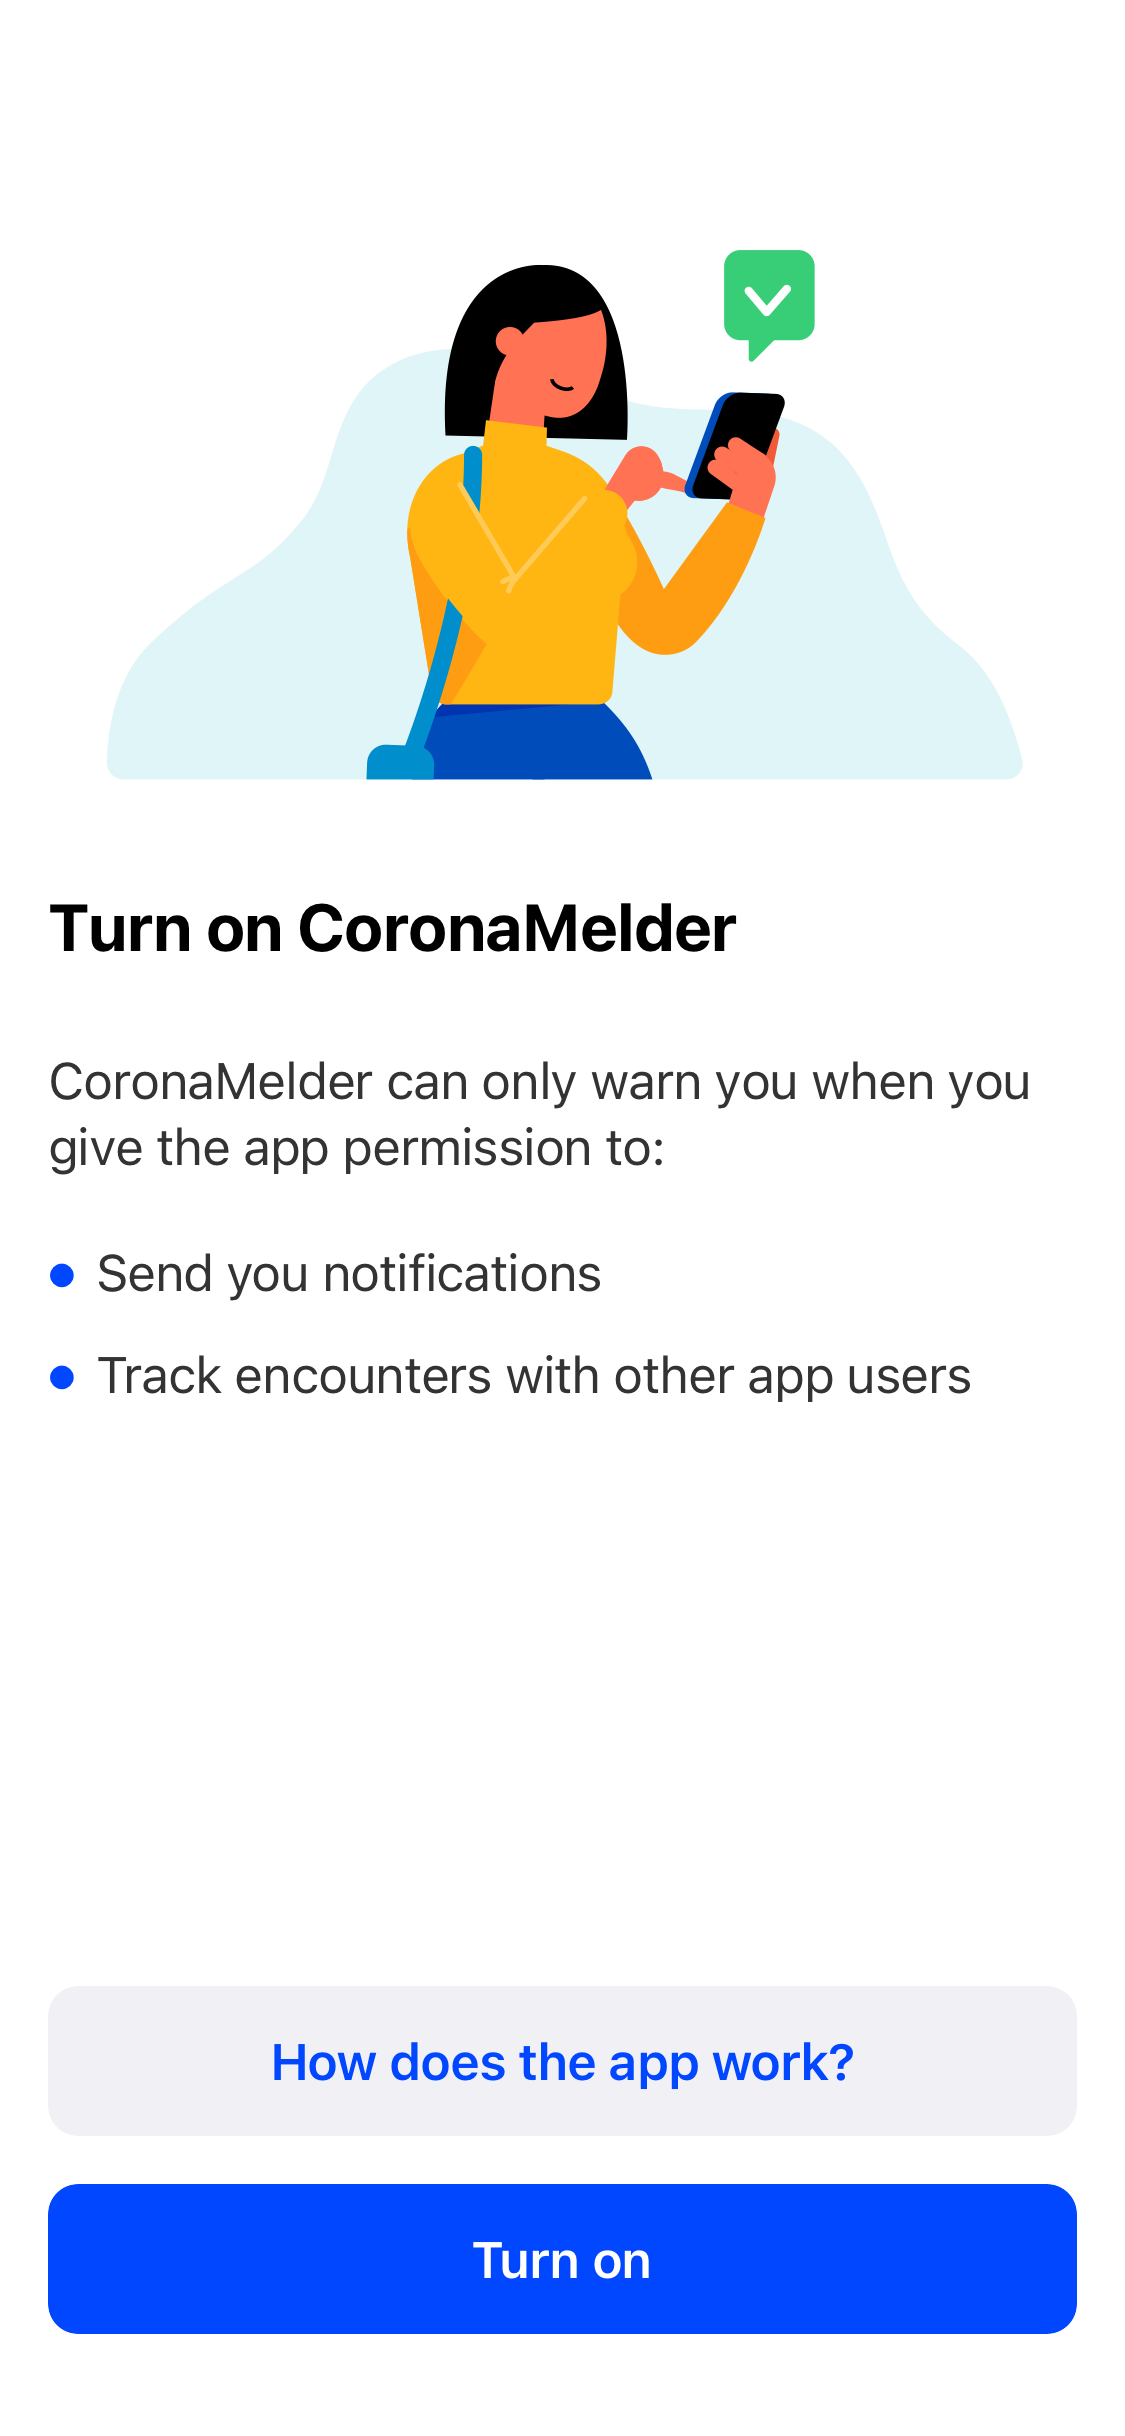 Turn on CoronaMelder
CoronaMelder can only warn you when you
give the app permission to:
Send you notifications
Track encounters with other app users
How does the app work?
Turn on